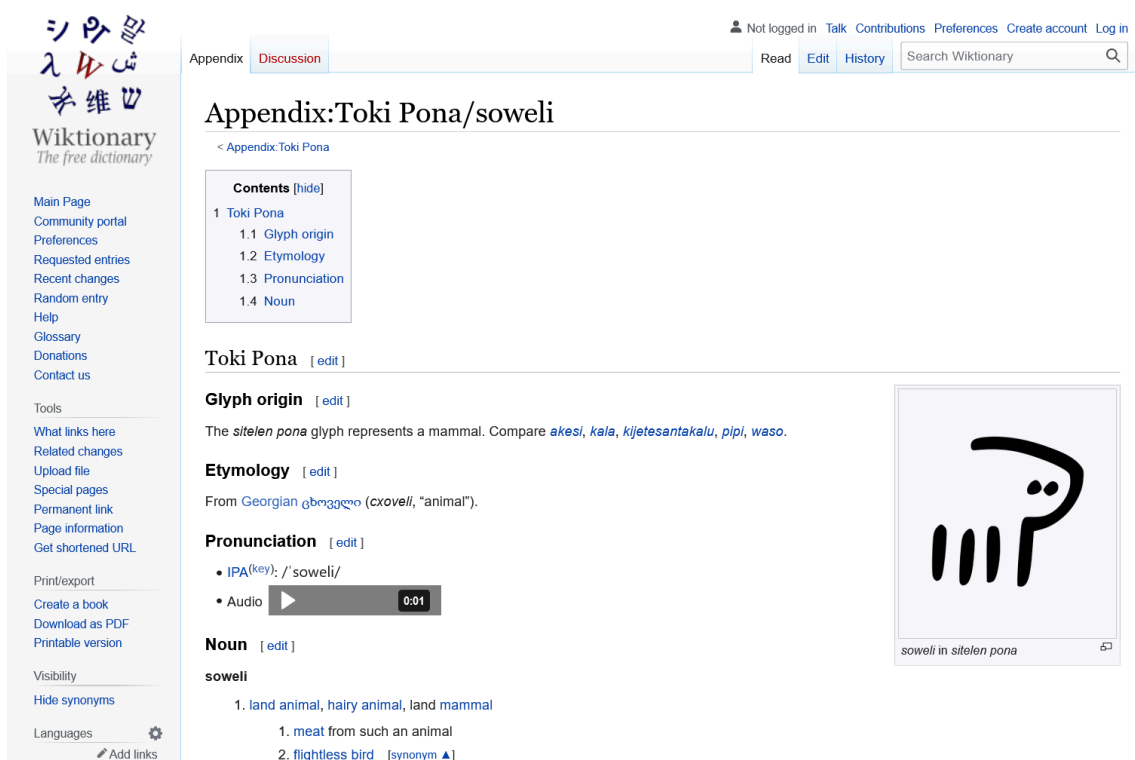 Not logged in Talk Contributions Preferences Create account Log in
Appendix Discussion Read Edit History Search Wiktionary
Wiktionary
The free dictionary
Main Page
Community portal
Preferences
Requested entries
Recent changes
Random entry
Help
Glossary
Donations
Contact us
Tools
What links here
Related changes
Upload file
Special pages
Permanent link
Page information
Get shortened URL
Print/export
Create a book
Download as PDF
Printable version
Visibility
Hide synonyms
Languages
Add links
Appendix:Toki Pona/soweli
< Appendix:Toki Pona
Contents [hide]
1 Toki Pona
1.1 Glyph origin
1.2 Etymology
1.3 Pronunciation
1.4 Noun
Toki Pona [ edit ]
Glyph origin [ edit ]
The sitelen pona glyph represents a mammal. Compare akesi, kala, kijetesantakalu, pipi, waso.
Etymology [ edit ]
From Georgian ცხოველი (cxoveli, “animal”).
Pronunciation [ edit ]
• IPA(key): /ˈsoweli/
• Audio 0:01
Noun [ edit ]
soweli
1. land animal, hairy animal, land mammal
1. meat from such an animal
2. flightless bird [synonym ▲]
soweli in sitelen pona